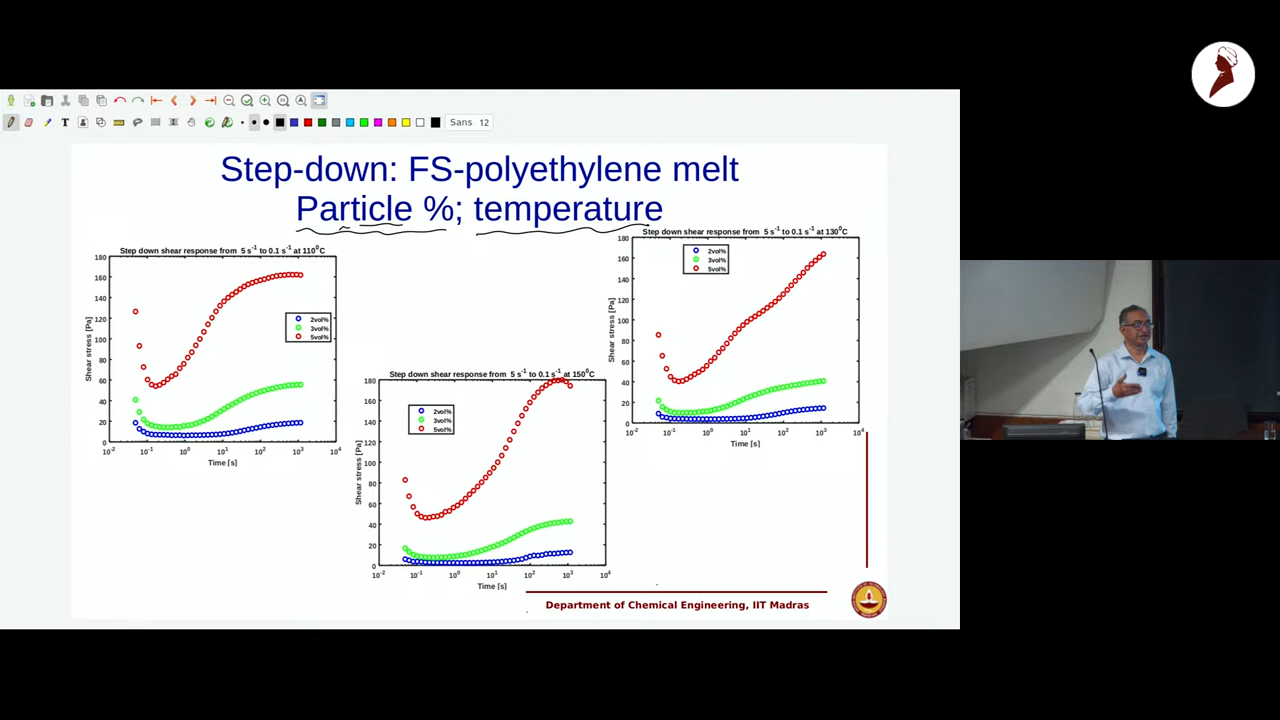 Sans 12
Step-down: FS-polyethylene melt
Particle %; temperature
Step down shear response from 5 s-1 to 0.1 s-1 at 110°C
180
160
140
120
100
80
60
40
20
0
Shear stress [Pa]
2vol%
3vol%
5vol%
10-2 10-1 100 101 102 103 104
Time [s]
Step down shear response from 5 s-1 to 0.1 s-1 at 150°C
180
160
140
120
100
80
60
40
20
0
Shear stress [Pa]
2vol%
3vol%
5vol%
10-2 10-1 100 101 102 103 104
Time [s]
Step down shear response from 5 s-1 to 0.1 s-1 at 130°C
180
160
140
120
100
80
60
40
20
0
Shear stress [Pa]
2vol%
3vol%
5vol%
10-2 10-1 100 101 102 103 104
Time [s]
Department of Chemical Engineering, IIT Madras